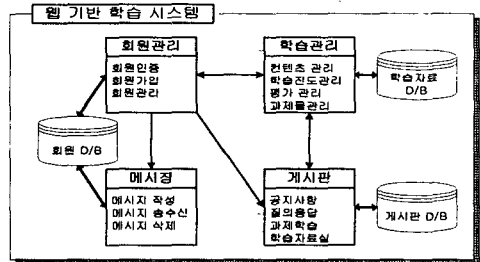 웹 기반 학습 시스템
회원관리
회원인증
회원가입
회원관리
학습관리
컨텐츠 관리
학습진도관리
평가 관리
과제물관리
학습자료
D/B
회원 D/B
메시징
메시지 작성
메시지 송수신
메시지 삭제
게시판
공지사항
질의응답
과제학습
학습자료실
게시판 D/B